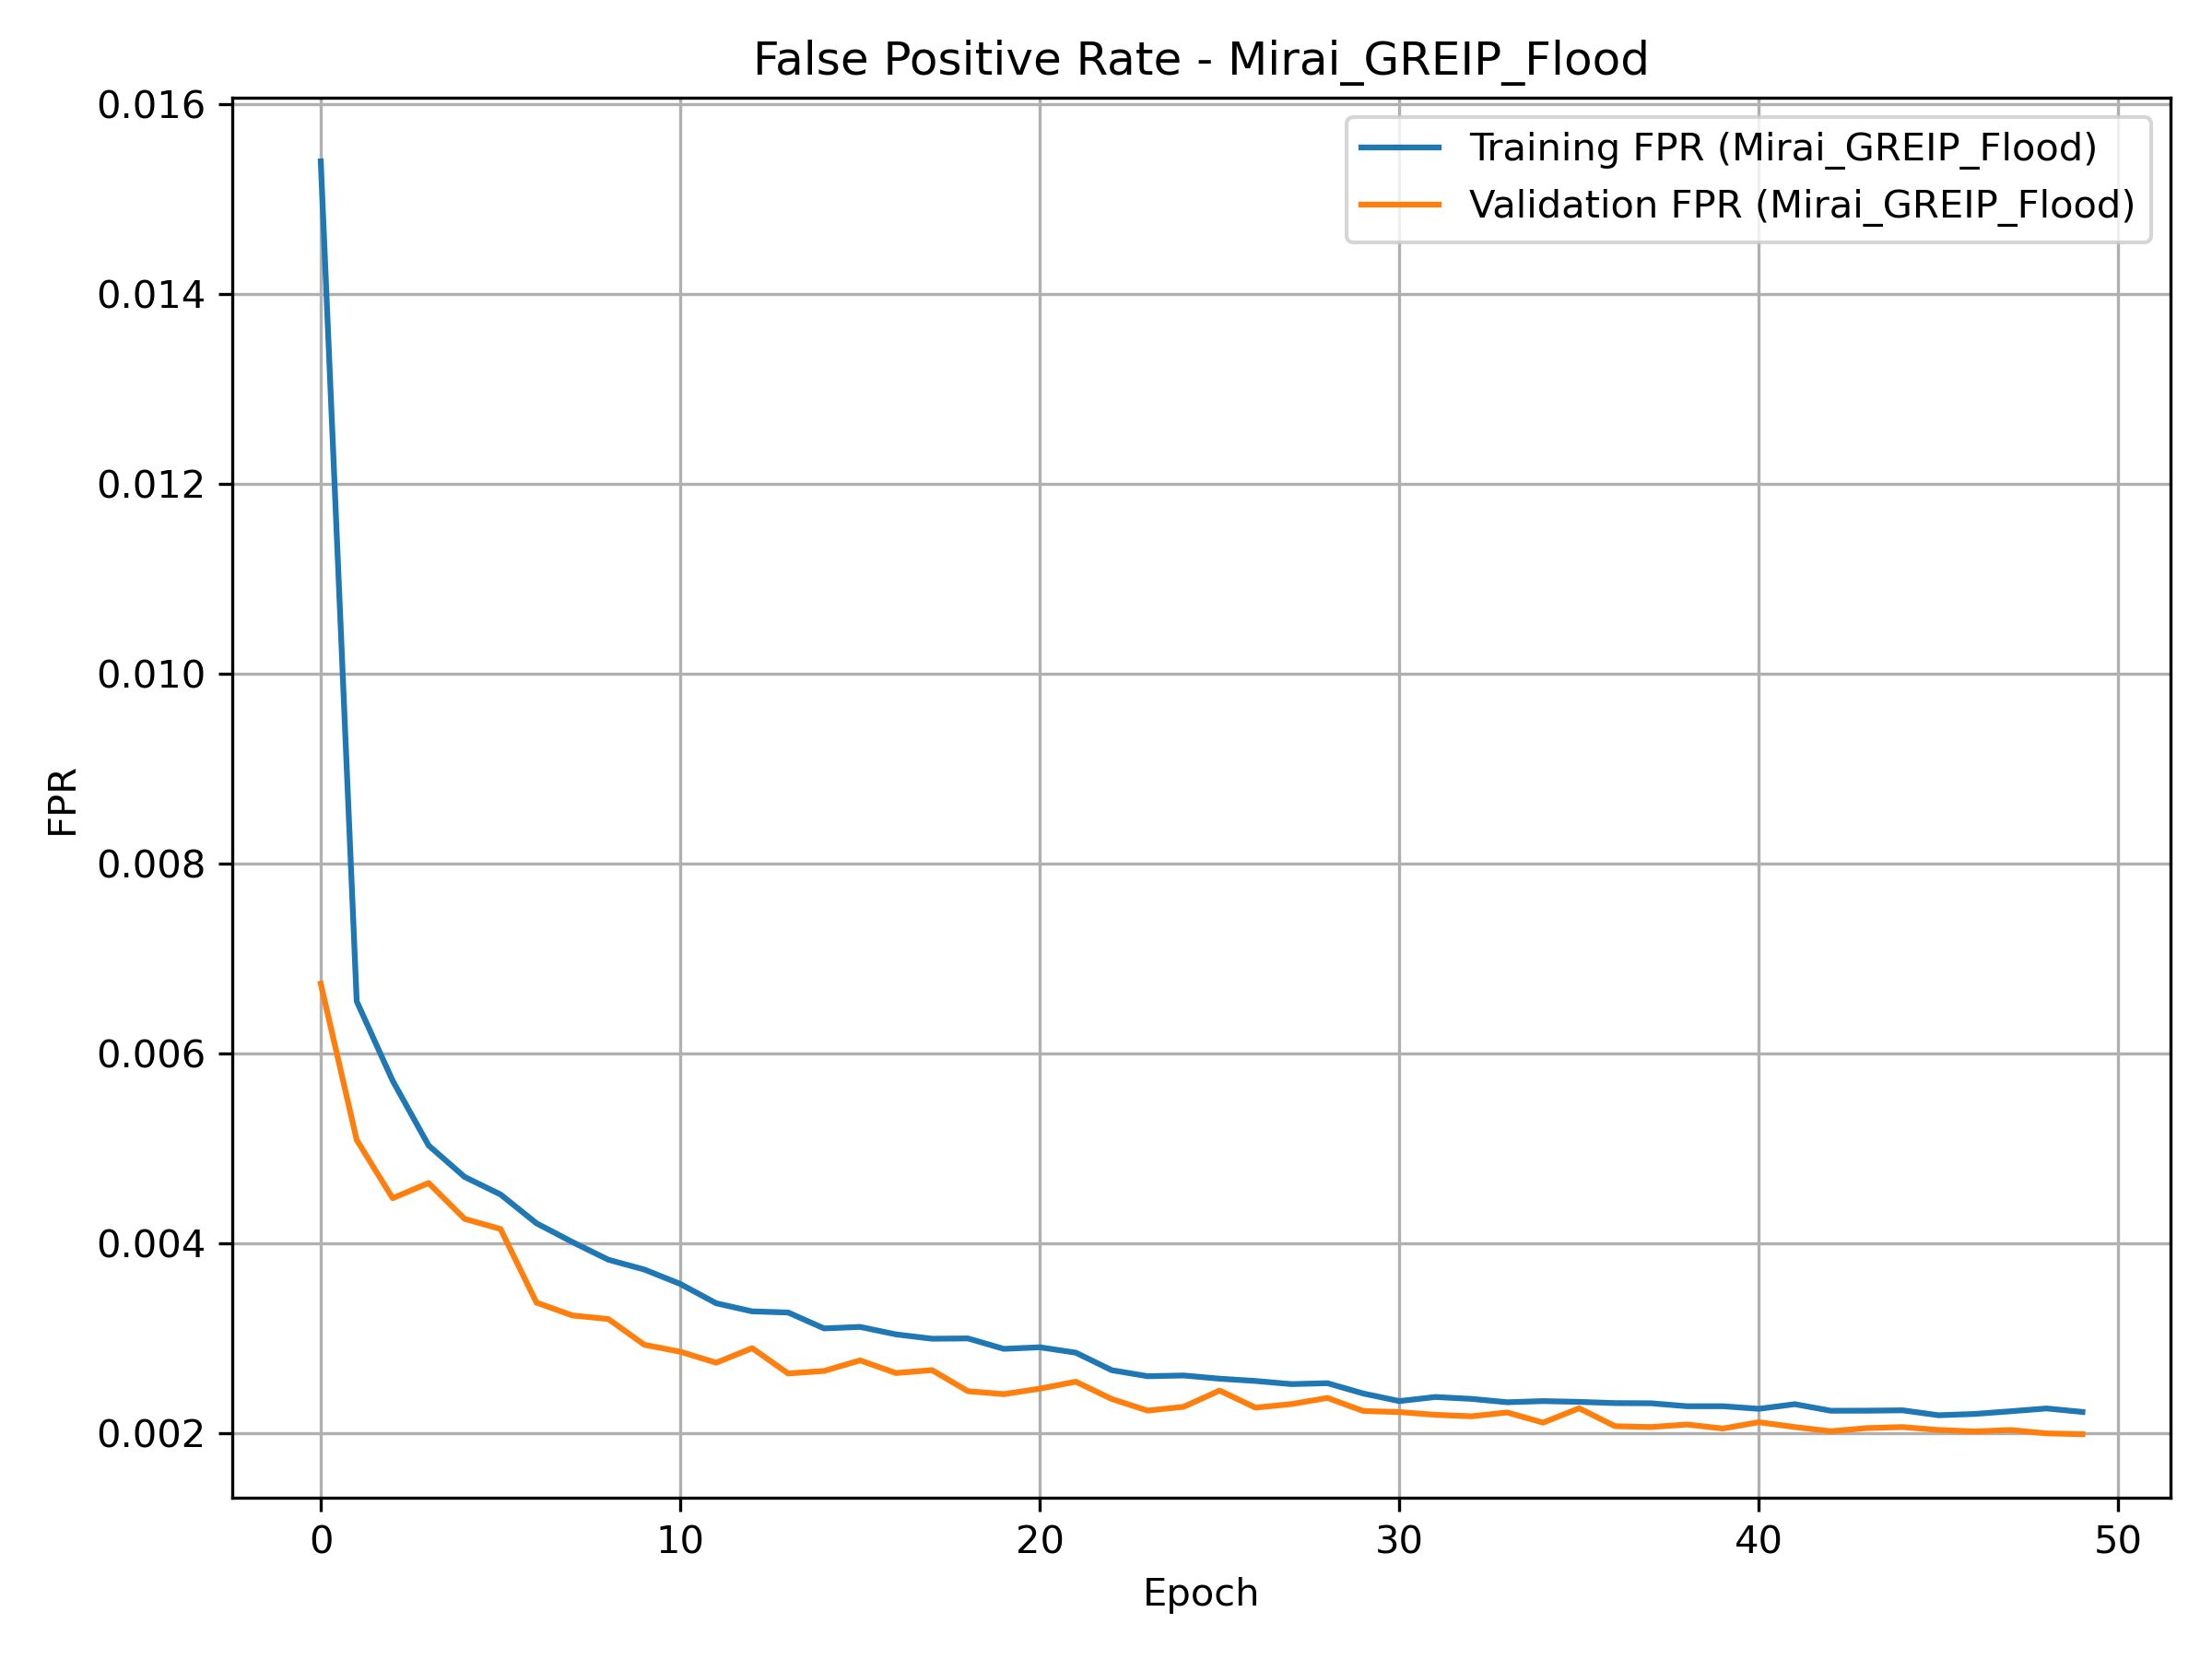 False Positive Rate - Mirai_GREIP_Flood
Training FPR (Mirai_GREIP_Flood)
Validation FPR (Mirai_GREIP_Flood)
FPR
0.016
0.014
0.012
0.010
0.008
0.006
0.004
0.002
0 10 20 30 40 50
Epoch